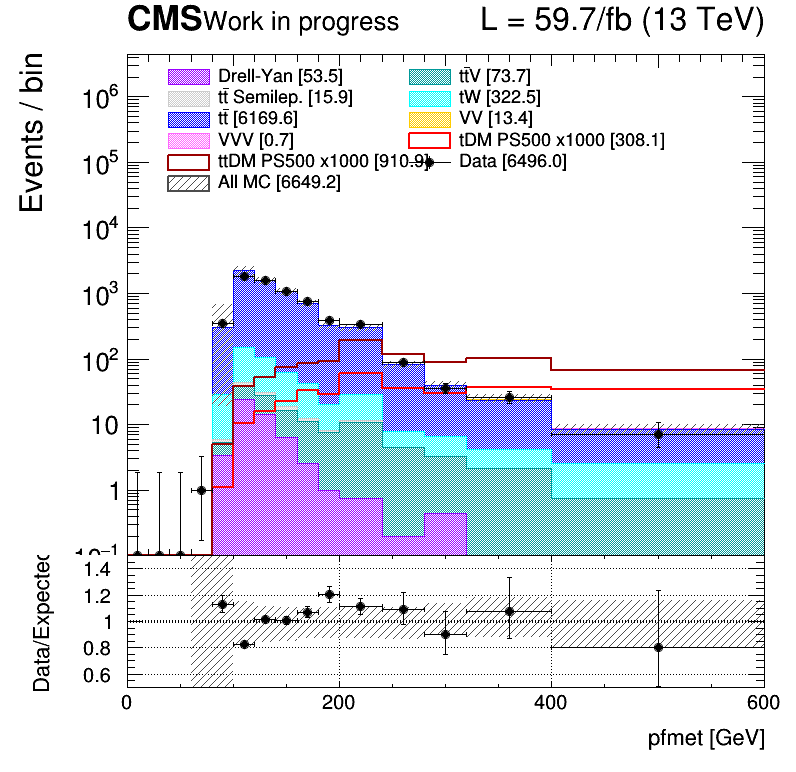 CMS Work in progress L = 59.7/fb (13 TeV)
Events / bin
Drell-Yan [53.5] tt̄V [73.7]
tt̄ Semilep. [15.9] tW [322.5]
tt̄ [6169.6] VV [13.4]
VVV [0.7] tDM PS500 x1000 [308.1]
ttDM PS500 x1000 [910.9] Data [6496.0]
All MC [6649.2]
10⁶
10⁵
10⁴
10³
10²
10
1
10⁻¹
Data/Expected
1.4
1.2
1
0.8
0.6
0 200 400 600
pfmet [GeV]